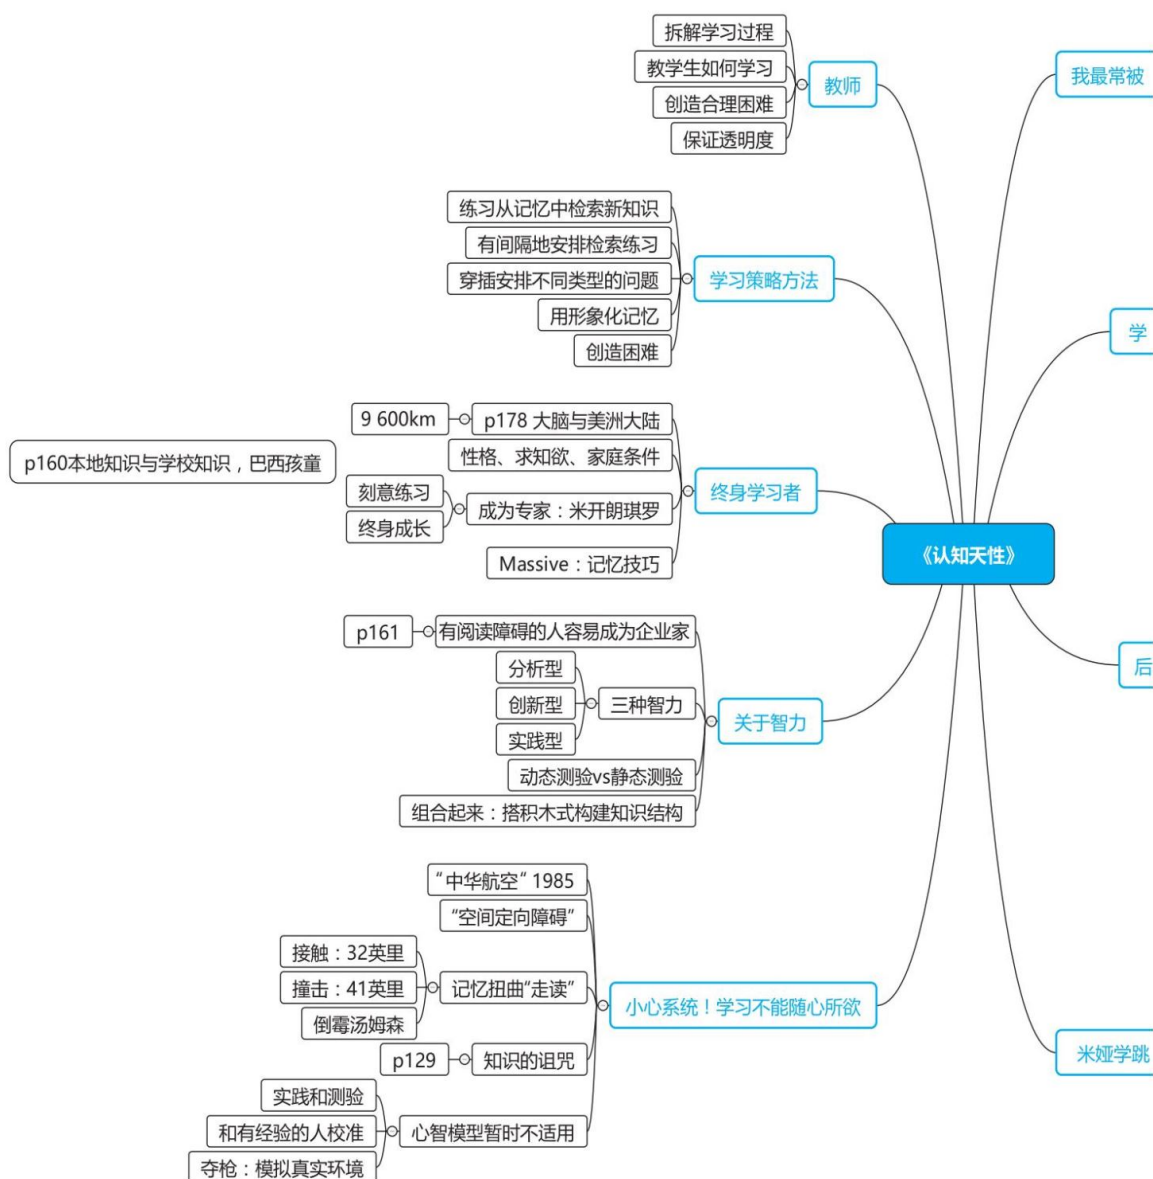 《认知天性》
教师
拆解学习过程
教学生如何学习
创造合理困难
保证透明度
学习策略方法
练习从记忆中检索新知识
有间隔地安排检索练习
穿插安排不同类型的问题
用形象化记忆
创造困难
终身学习者
p178 大脑与美洲大陆
9 600km
性格、求知欲、家庭条件
成为专家：米开朗琪罗
刻意练习
终身成长
Massive：记忆技巧
p160本地知识与学校知识，巴西孩童
关于智力
有阅读障碍的人容易成为企业家
p161
三种智力
分析型
创新型
实践型
动态测验vs静态测验
组合起来：搭积木式构建知识结构
小心系统！学习不能随心所欲
“中华航空“ 1985
“空间定向障碍”
记忆扭曲“走读”
接触：32英里
撞击：41英里
倒霉汤姆森
知识的诅咒
p129
心智模型暂时不适用
实践和测验
和有经验的人校准
夺枪：模拟真实环境
我最常被
学
后
米娅学跳